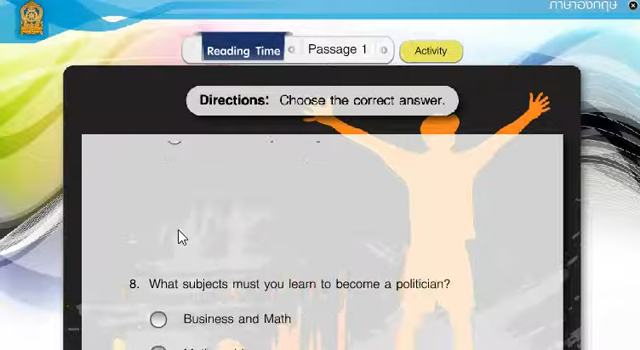 ภาษาอังกฤษ
Reading Time
Passage 1
Activity
Directions: Choose the correct answer.
8. What subjects must you learn to become a politician?
Business and Math